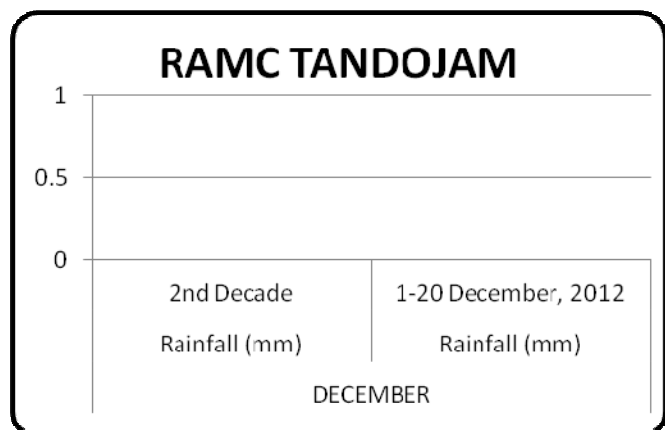 RAMC TANDOJAM
1
0.5
0
2nd Decade
1-20 December, 2012
Rainfall (mm)
Rainfall (mm)
DECEMBER